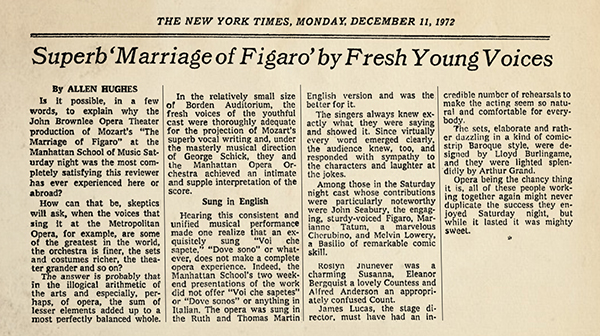 THE NEW YORK TIMES, MONDAY, DECEMBER 11, 1972
Superb 'Marriage of Figaro' by Fresh Young Voices
By ALLEN HUGHES
Is it possible, in a few
words, to explain why the
John Brownlee Opera Theater
production of Mozart's "The
Marriage of Figaro" at the
Manhattan School of Music Sat-
urday night was the most com-
pletely satisfying this reviewer
has ever experienced here or
abroad?
How can that be, skeptics
will ask, when the voices that
sing it at the Metropolitan
Opera, for example, are some
of the greatest in the world,
the orchestra is finer, the sets
and costumes richer, the thea-
ter grander and so on?
The answer is probably that
in the illogical arithmetic of
the arts and especially, per-
haps, of opera, the sum of
lesser elements added up to a
most perfectly balanced whole.
In the relatively small size
of Borden Auditorium, the
fresh voices of the youthful
cast were thoroughly adequate
for the projection of Mozart's
superb vocal writing and, under
the masterly musical direction
of George Schick, they and
the Manhattan Opera Or-
chestra achieved an intimate
and supple interpretation of the
score.
Sung in English
Hearing this consistent and
unified musical performance
made one realize that an ex-
quisitely sung "Voi che
sapete," "Dove sono" or what-
ever, does not make a complete
opera experience. Indeed, the
Manhattan School's two week-
end presentations of the work
did not offer "Voi che sapetes"
or "Dove sonos" or anything in
Italian. The opera was sung in
the Ruth and Thomas Martin
English version and was the
better for it.
The singers always knew ex-
actly what they were saying
and showed it. Since virtually
every word emerged clearly,
the audience knew, too, and
responded with sympathy to
the characters and laughter at
the jokes.
Among those in the Saturday
night cast whose contributions
were particularly noteworthy
were John Seabury, the engag-
ing, sturdy-voiced Figaro, Mar-
ianne Tatum, a marvelous
Cherubino, and Melvin Lowery,
a Basilio of remarkable comic
skill.
Roslyn Jhunever was a
charming Susanna, Eleanor
Bergquist a lovely Countess and
Alfred Anderson an appropri-
ately confused Count.
James Lucas, the stage di-
rector, must have had an in-
credible number of rehearsals to
make the acting seem so natu-
ral and comfortable for every-
body.
The sets, elaborate and rath-
er dazzling in a kind of comic-
strip Baroque style, were de-
signed by Lloyd Burlingame,
and they were lighted splen-
didly by Arthur Grand.
Opera being the chancy thing
it is, all of these people work-
ing together again might never
duplicate the success they en-
joyed Saturday night, but
while it lasted it was mighty
sweet.